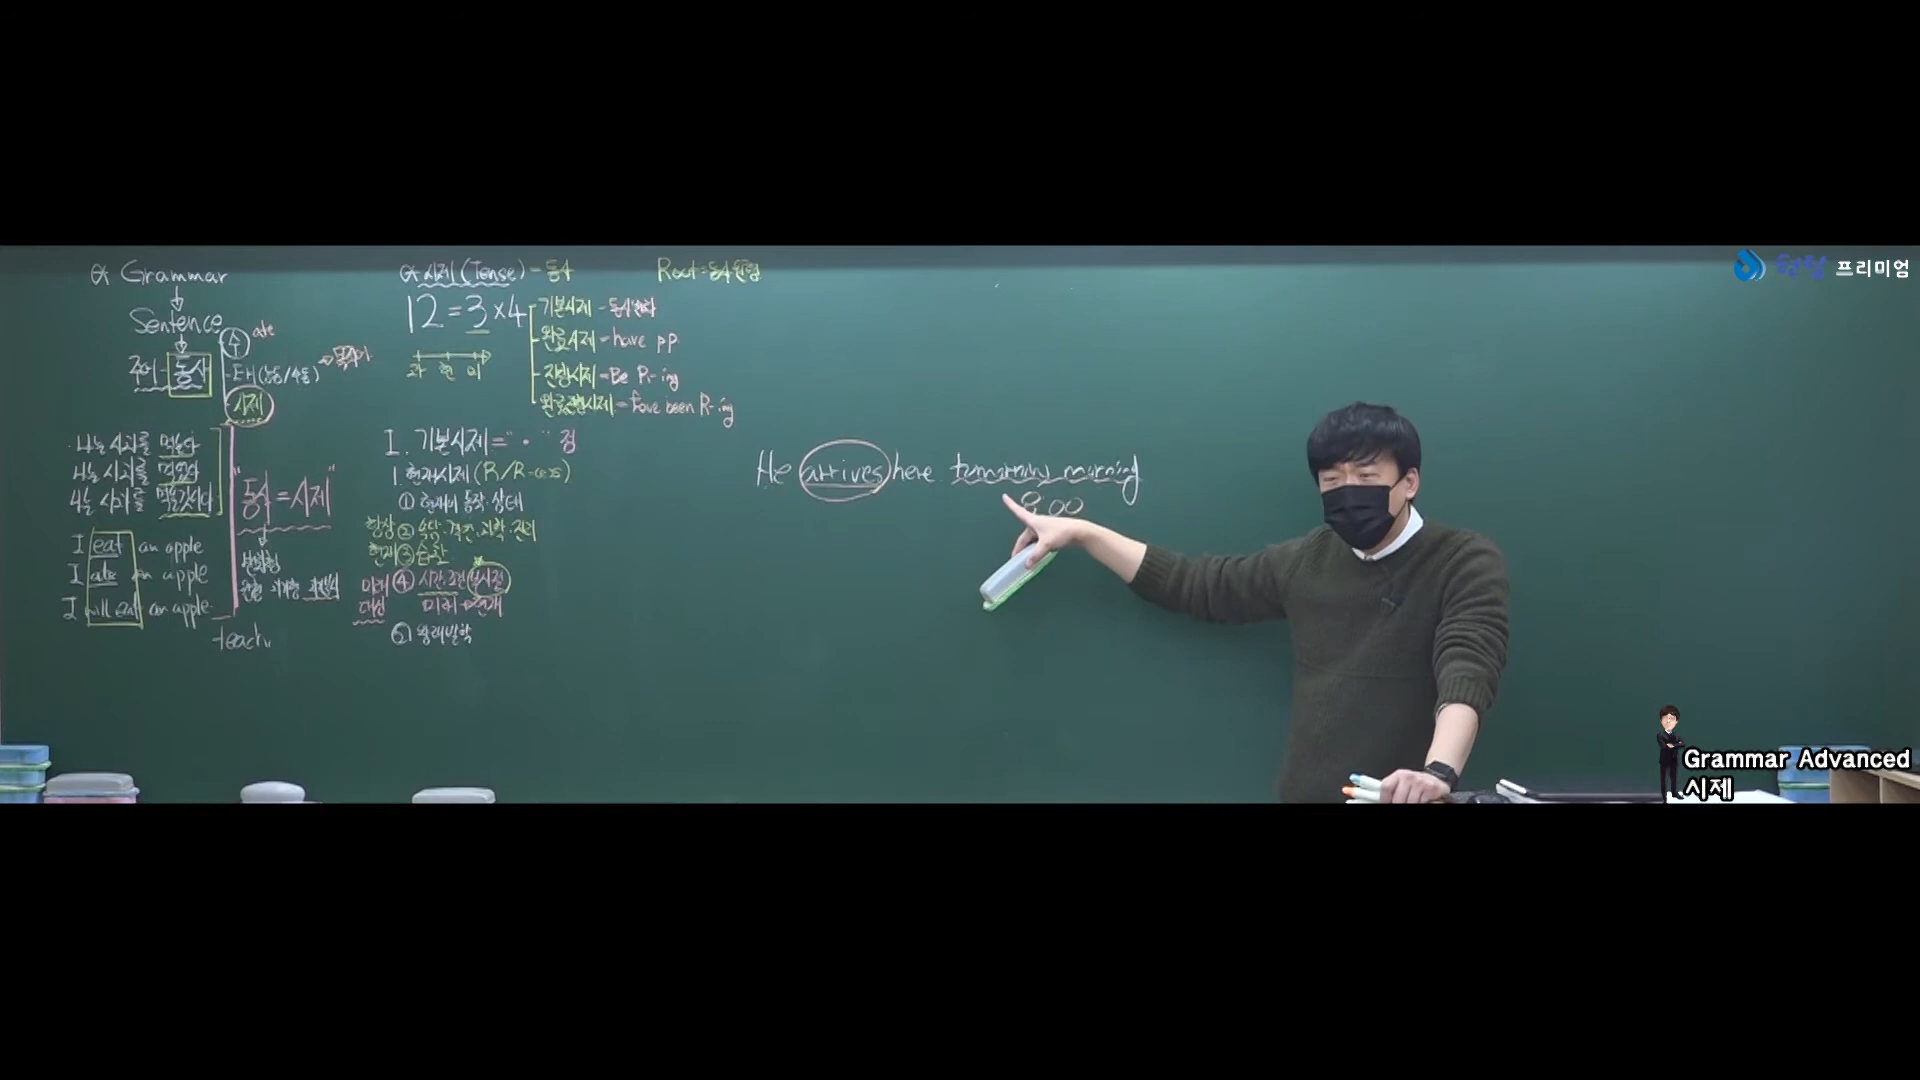 Grammar
Sentence
주어-동사
수
태(능동/수동)
시제
나는 사과를 먹는다
나는 사과를 먹었다
나는 사과를 먹을것이다
"동사=시제"
I eat an apple
I ate an apple
I will eat an apple.
teach
시제(Tense)-동사
Root=동사원형
12=3×4
기본시제-
완료시제-have pp
진행시제=Be R-ing
완료진행시제=have been R-ing
과 현 미
I. 기본시제="·" 점
1. 현재시제(R/R-(e)s)
① 현재의 동작·상태
항상 ② 속담·격언·과학·진리
현재 ③ 습관
미래 ④ 시간.조건 부사절
대신 미래→현재
⑤ 왕래발착
He arrives here tomorrow morning
8:00
프리미엄
Grammar Advanced
시제